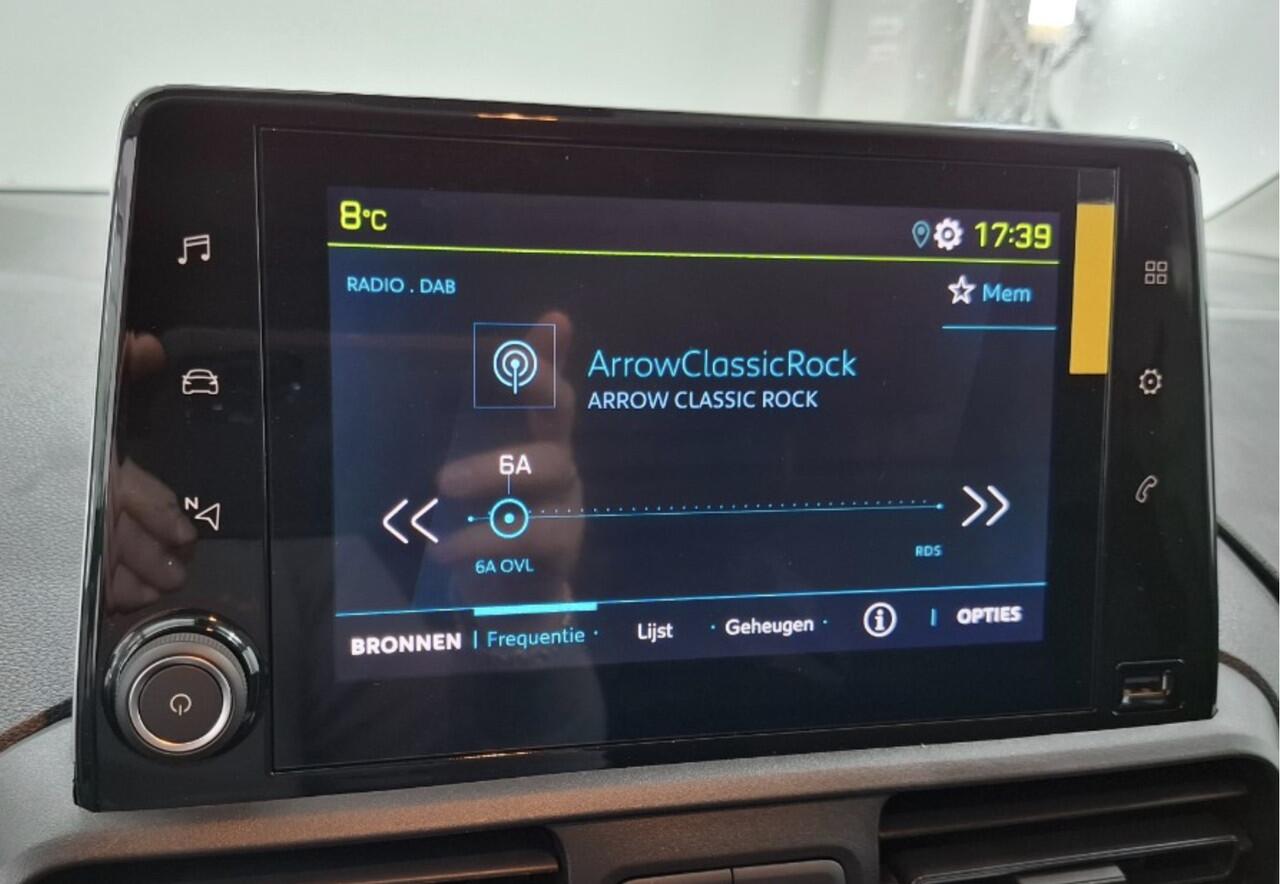 8°C
17:39
RADIO . DAB
Mem
ArrowClassicRock
ARROW CLASSIC ROCK
6A
6A OVL
RDS
BRONNEN | Frequentie · Lijst · Geheugen · i | OPTIES
N